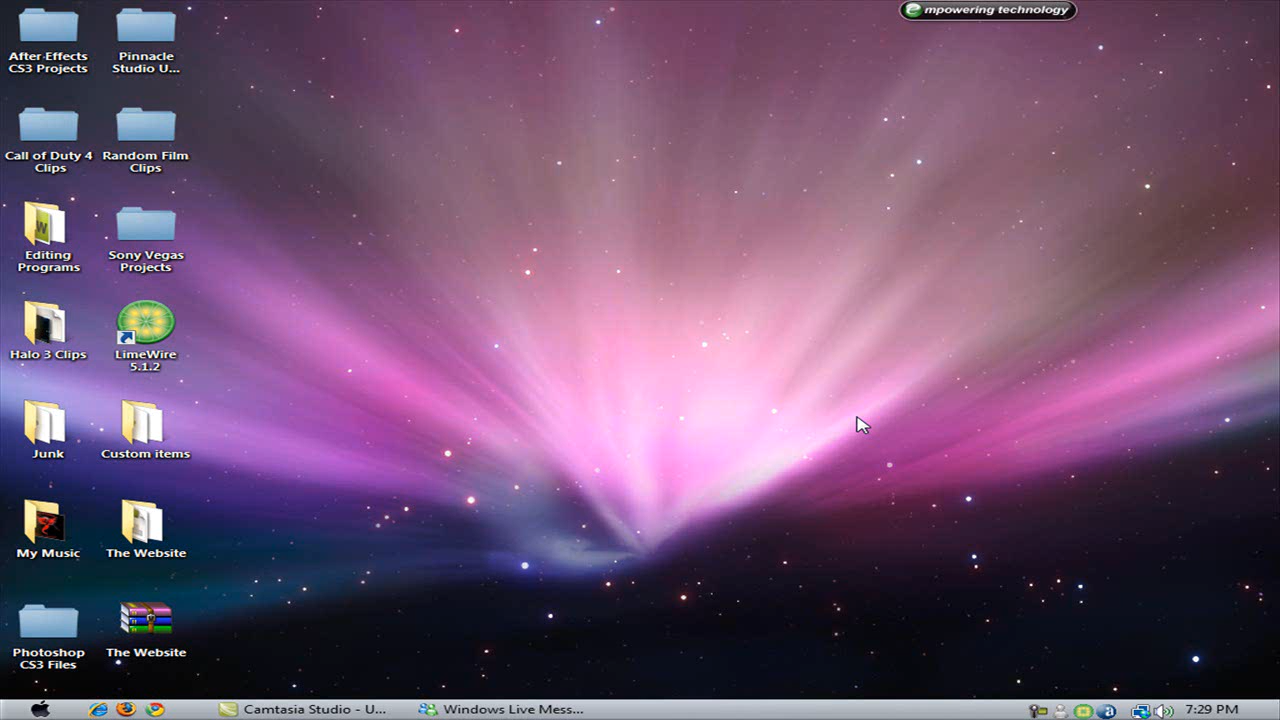 mpowering technology
After Effects
CS3 Projects
Pinnacle
Studio U...
Call of Duty 4
Clips
Random Film
Clips
Editing
Programs
Sony Vegas
Projects
Halo 3 Clips
LimeWire
5.1.2
Junk
Custom items
My Music
The Website
Photoshop
CS3 Files
The Website
Camtasia Studio - U...
Windows Live Mess...
7:29 PM